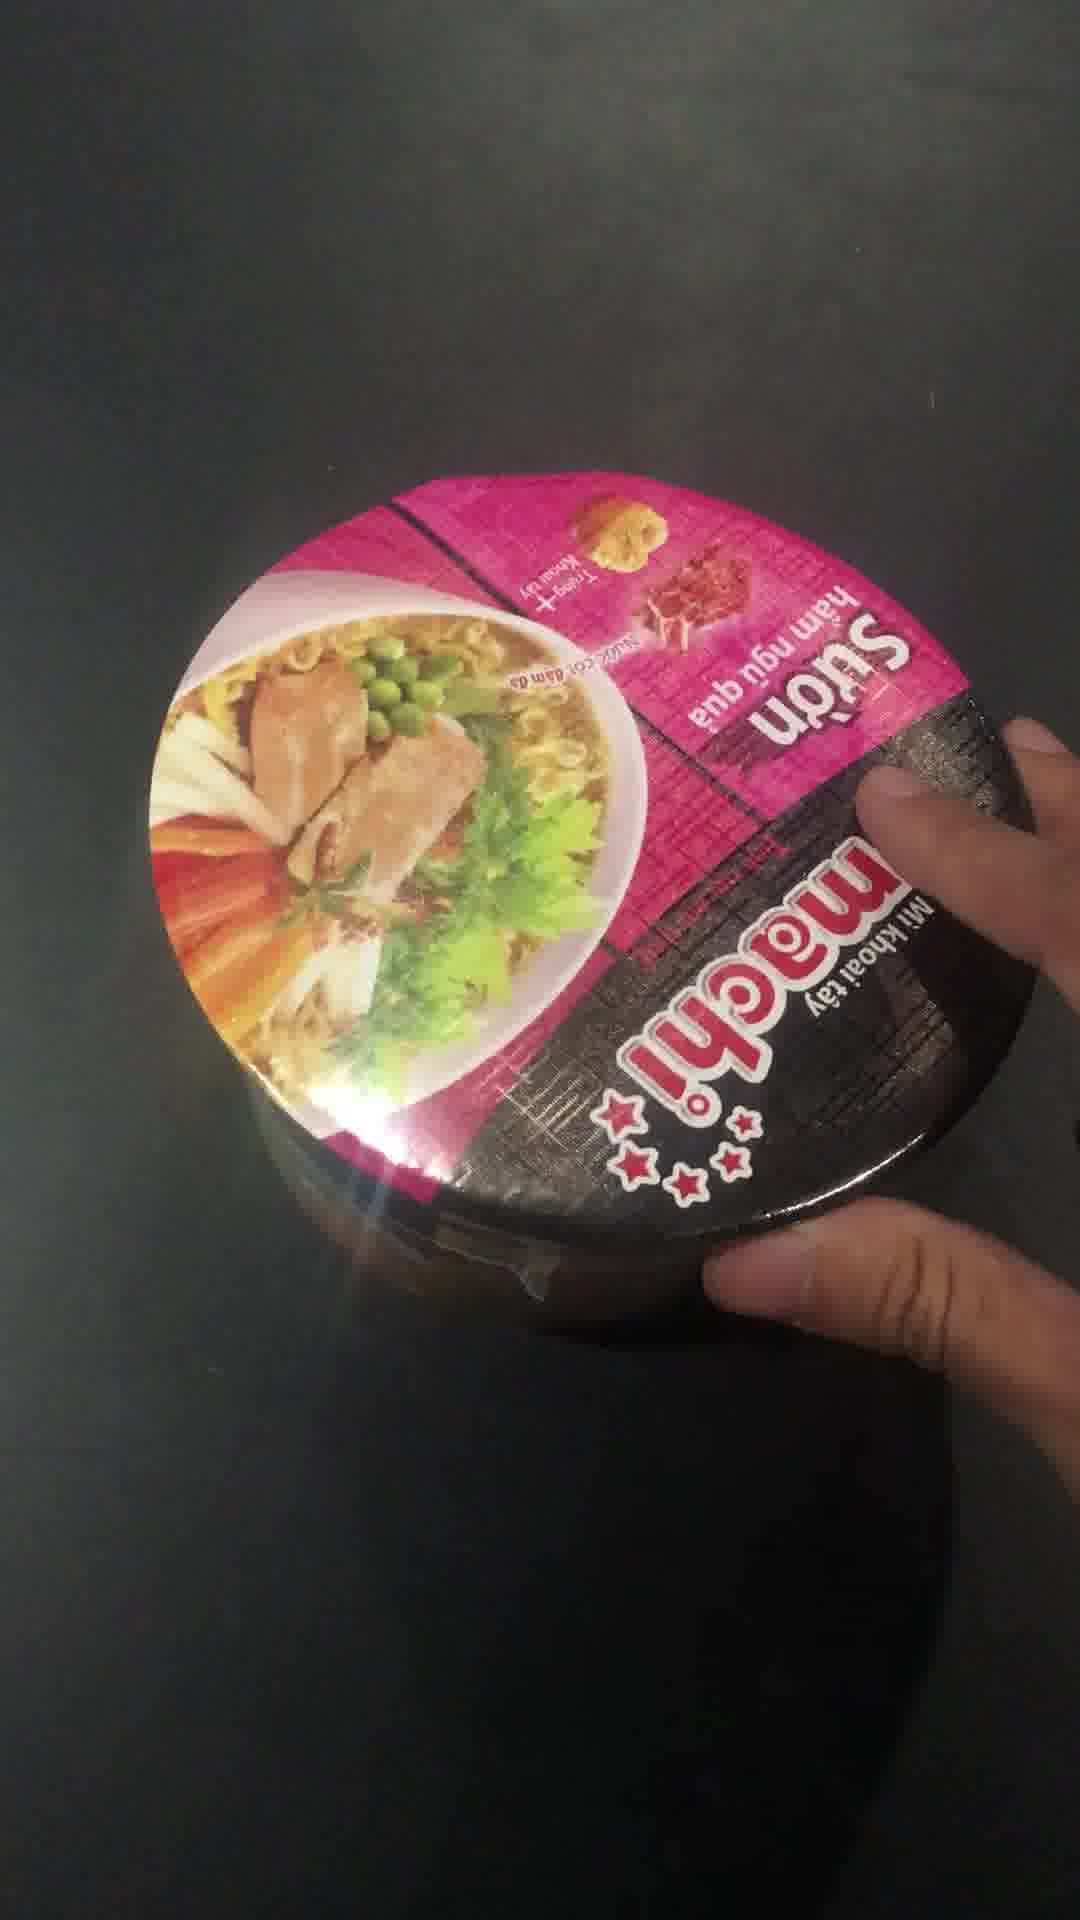 Mì khoai tây
omachi
Sườn
hầm ngũ quả
Trứng+
Khoai tây
Nước cốt đậm đà